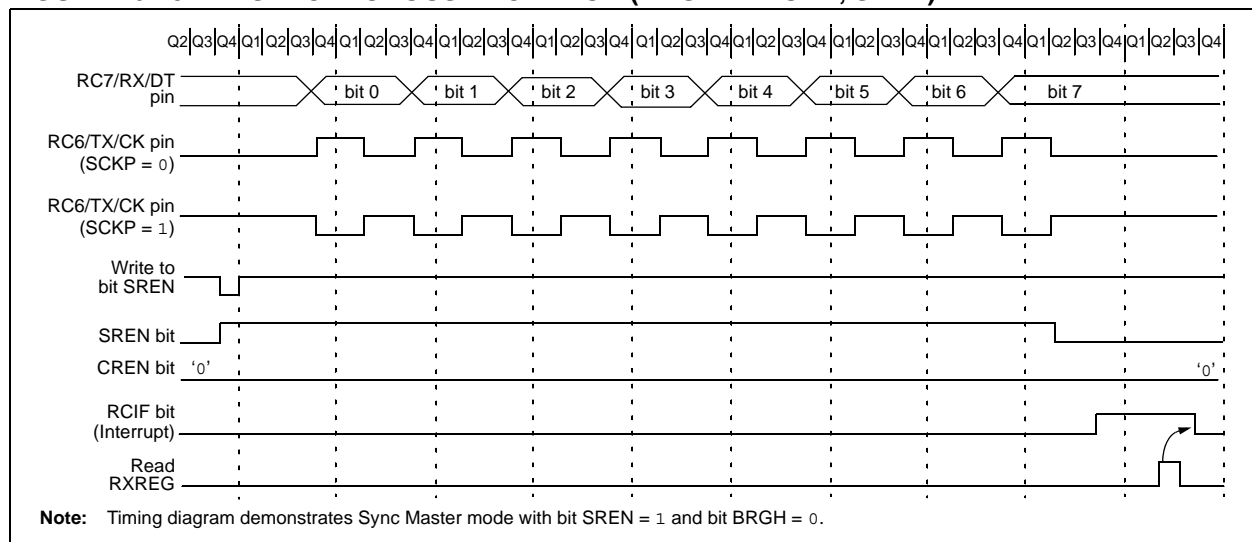 Q2 Q3 Q4 Q1 Q2 Q3 Q4 Q1 Q2 Q3 Q4 Q1 Q2 Q3 Q4 Q1 Q2 Q3 Q4 Q1 Q2 Q3 Q4 Q1 Q2 Q3 Q4 Q1 Q2 Q3 Q4 Q1 Q2 Q3 Q4 Q1 Q2 Q3 Q4 Q1 Q2 Q3 Q4
RC7/RX/DT
pin
bit 0 bit 1 bit 2 bit 3 bit 4 bit 5 bit 6 bit 7
RC6/TX/CK pin
(SCKP = 0)
RC6/TX/CK pin
(SCKP = 1)
Write to
bit SREN
SREN bit
CREN bit ‘0’ ‘0’
RCIF bit
(Interrupt)
Read
RXREG
Note: Timing diagram demonstrates Sync Master mode with bit SREN = 1 and bit BRGH = 0.